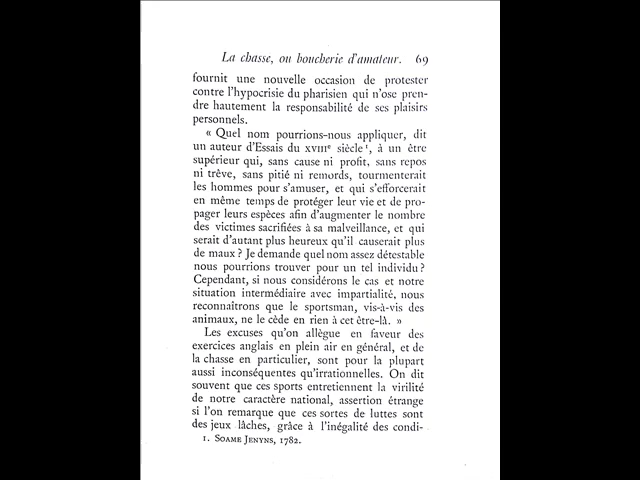 La chasse, ou boucherie d'amateur. 69
fournit une nouvelle occasion de protester
contre l'hypocrisie du pharisien qui n'ose pren-
dre hautement la responsabilité de ses plaisirs
personnels.
« Quel nom pourrions-nous appliquer, dit
un auteur d'Essais du XVIIIe siècle¹, à un être
supérieur qui, sans cause ni profit, sans repos
ni trêve, sans pitié ni remords, tourmenterait
les hommes pour s'amuser, et qui s'efforcerait
en même temps de protéger leur vie et de pro-
pager leurs espèces afin d'augmenter le nombre
des victimes sacrifiées à sa malveillance, et qui
serait d'autant plus heureux qu'il causerait plus
de maux ? Je demande quel nom assez détestable
nous pourrions trouver pour un tel individu ?
Cependant, si nous considérons le cas et notre
situation intermédiaire avec impartialité, nous
reconnaîtrons que le sportsman, vis-à-vis des
animaux, ne le cède en rien à cet être-là. »
Les excuses qu'on allègue en faveur des
exercices anglais en plein air en général, et de
la chasse en particulier, sont pour la plupart
aussi inconséquentes qu'irrationnelles. On dit
souvent que ces sports entretiennent la virilité
de notre caractère national, assertion étrange
si l'on remarque que ces sortes de luttes sont
des jeux lâches, grâce à l'inégalité des condi-
1. SOAME JENYNS, 1782.